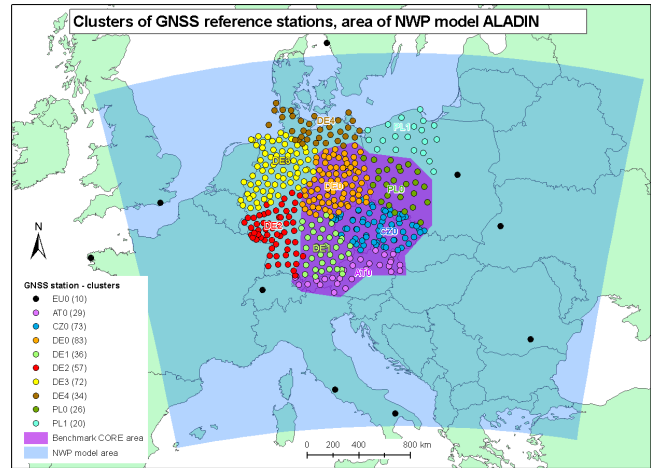 Clusters of GNSS reference stations, area of NWP model ALADIN
DE4
PL1
DE3
DE0
PL0
DE2
CZ0
DE1
AT0
N
GNSS station - clusters
EU0 (10)
AT0 (29)
CZ0 (73)
DE0 (83)
DE1 (36)
DE2 (57)
DE3 (72)
DE4 (34)
PL0 (26)
PL1 (20)
Benchmark CORE area
NWP model area
0 200 400 800 km